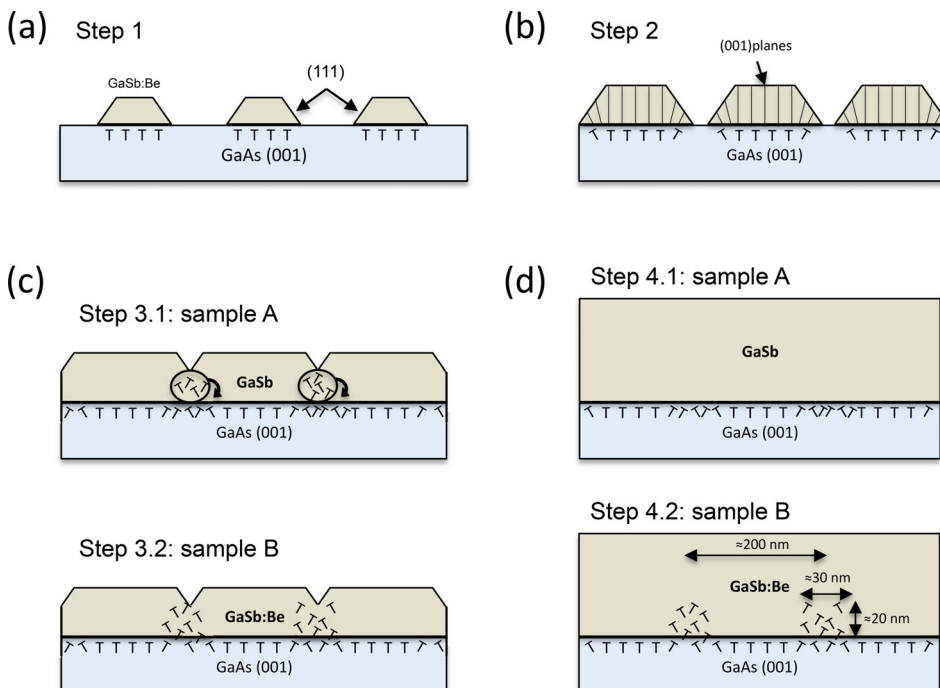 (a) Step 1
GaSb:Be
(111)
GaAs (001)
(b) Step 2
(001)planes
GaAs (001)
(c)
Step 3.1: sample A
GaSb
GaAs (001)
Step 3.2: sample B
GaSb:Be
GaAs (001)
(d)
Step 4.1: sample A
GaSb
GaAs (001)
Step 4.2: sample B
≈200 nm
GaSb:Be
≈30 nm
≈20 nm
GaAs (001)